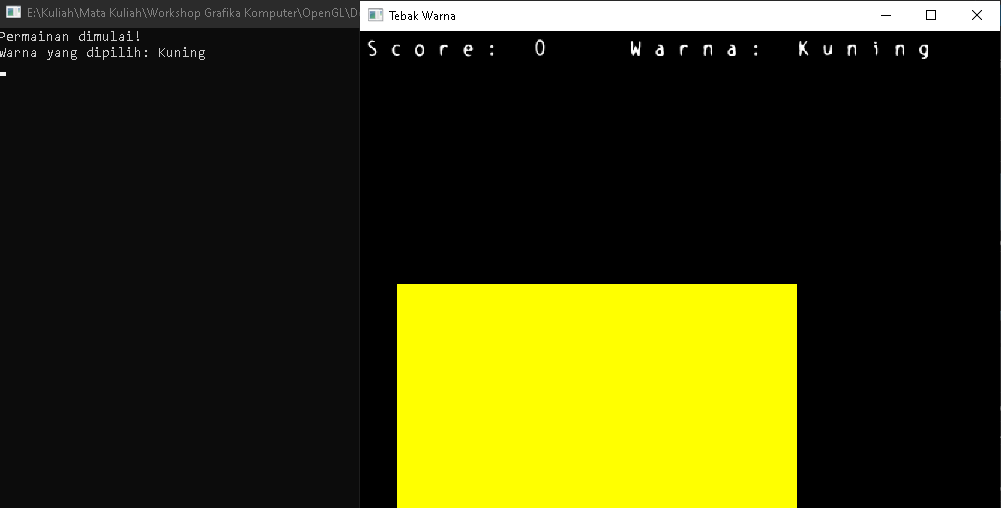 E:\Kuliah\Mata Kuliah\Workshop Grafika Komputer\OpenGL\D
Permainan dimulai!
Warna yang dipilih: Kuning
Tebak Warna
Score: 0 Warna: Kuning